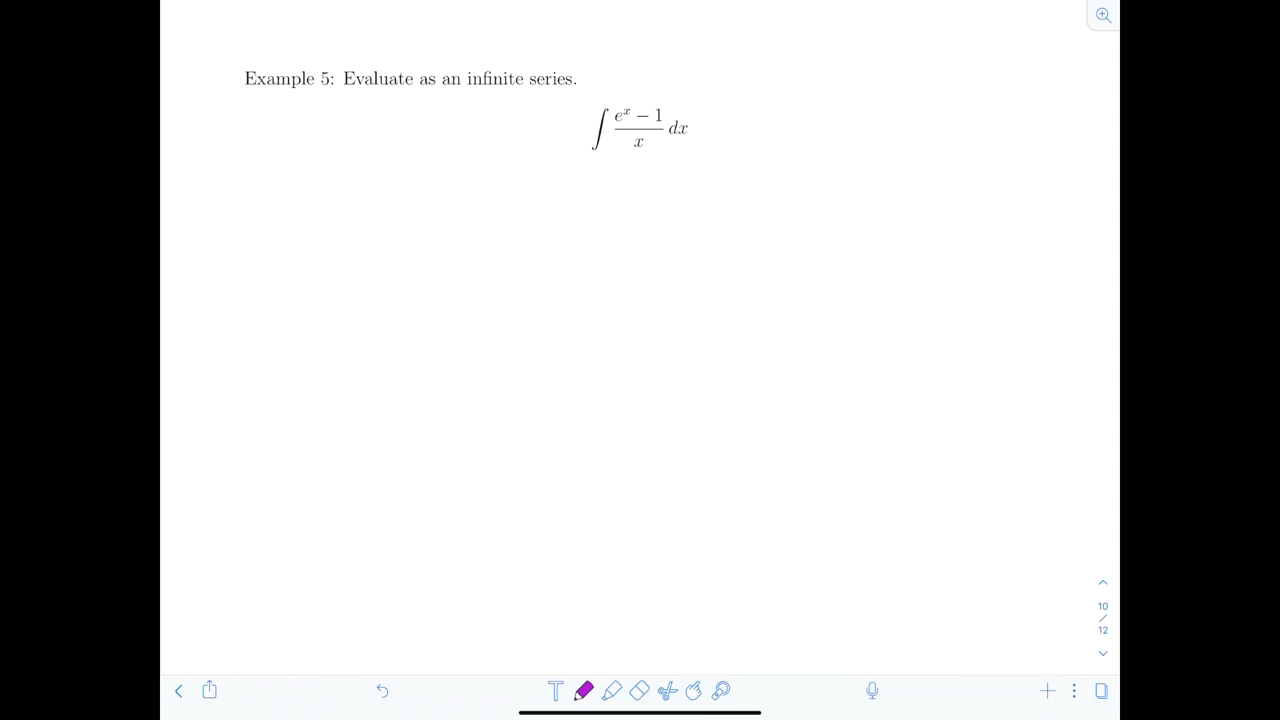 Example 5: Evaluate as an infinite series.
∫ (e^x − 1)/x dx
10
/
12